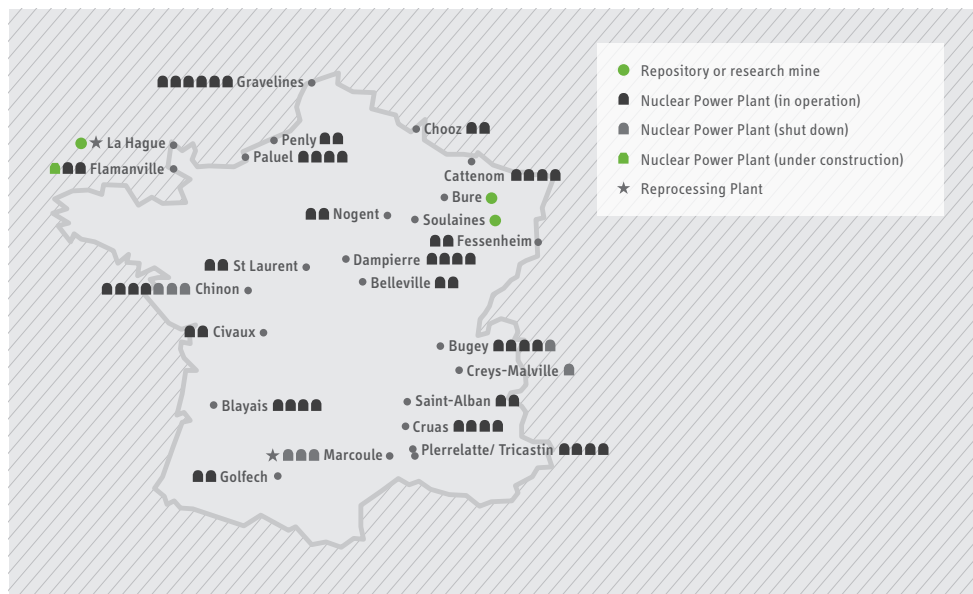 Gravelines
La Hague
Penly
Chooz
Paluel
Flamanville
Cattenom
Bure
Nogent
Soulaines
Fessenheim
Dampierre
St Laurent
Belleville
Chinon
Civaux
Bugey
Creys-Malville
Saint-Alban
Blayais
Cruas
Plerrelatte/ Tricastin
Marcoule
Golfech
Repository or research mine
Nuclear Power Plant (in operation)
Nuclear Power Plant (shut down)
Nuclear Power Plant (under construction)
Reprocessing Plant